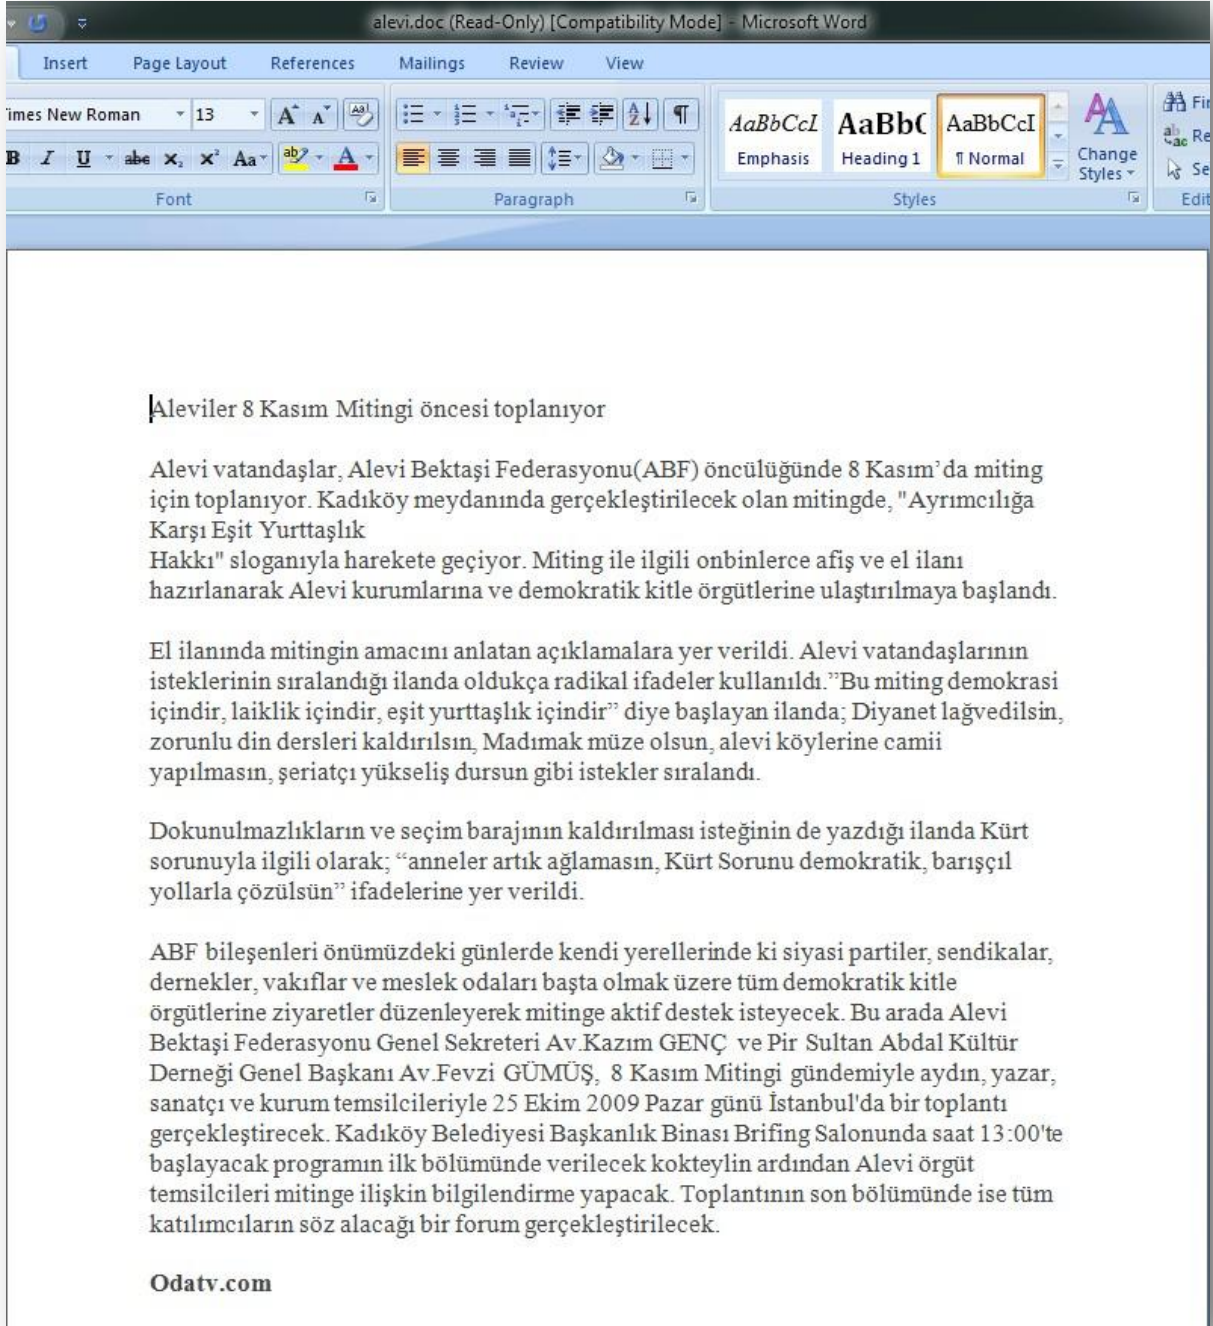 alevi.doc (Read-Only) [Compatibility Mode] - Microsoft Word
Insert Page Layout References Mailings Review View
Times New Roman 13
AaBbCcI AaBb( AaBbCcI
Emphasis Heading 1 ¶ Normal
Change Styles
Font Paragraph Styles
Aleviler 8 Kasım Mitingi öncesi toplanıyor
Alevi vatandaşlar, Alevi Bektaşi Federasyonu(ABF) öncülüğünde 8 Kasım’da miting
için toplanıyor. Kadıköy meydanında gerçekleştirilecek olan mitingde, "Ayrımcılığa
Karşı Eşit Yurttaşlık
Hakkı" sloganıyla harekete geçiyor. Miting ile ilgili onbinlerce afiş ve el ilanı
hazırlanarak Alevi kurumlarına ve demokratik kitle örgütlerine ulaştırılmaya başlandı.
El ilanında mitingin amacını anlatan açıklamalara yer verildi. Alevi vatandaşlarının
isteklerinin sıralandığı ilanda oldukça radikal ifadeler kullanıldı.”Bu miting demokrasi
içindir, laiklik içindir, eşit yurttaşlık içindir” diye başlayan ilanda; Diyanet lağvedilsin,
zorunlu din dersleri kaldırılsın, Madımak müze olsun, alevi köylerine camii
yapılmasın, şeriatçı yükseliş dursun gibi istekler sıralandı.
Dokunulmazlıkların ve seçim barajının kaldırılması isteğinin de yazdığı ilanda Kürt
sorunuyla ilgili olarak; “anneler artık ağlamasın, Kürt Sorunu demokratik, barışçıl
yollarla çözülsün” ifadelerine yer verildi.
ABF bileşenleri önümüzdeki günlerde kendi yerellerinde ki siyasi partiler, sendikalar,
dernekler, vakıflar ve meslek odaları başta olmak üzere tüm demokratik kitle
örgütlerine ziyaretler düzenleyerek mitinge aktif destek isteyecek. Bu arada Alevi
Bektaşi Federasyonu Genel Sekreteri Av.Kazım GENÇ ve Pir Sultan Abdal Kültür
Derneği Genel Başkanı Av.Fevzi GÜMÜŞ, 8 Kasım Mitingi gündemiyle aydın, yazar,
sanatçı ve kurum temsilcileriyle 25 Ekim 2009 Pazar günü İstanbul'da bir toplantı
gerçekleştirecek. Kadıköy Belediyesi Başkanlık Binası Brifing Salonunda saat 13:00'te
başlayacak programın ilk bölümünde verilecek kokteylin ardından Alevi örgüt
temsilcileri mitinge ilişkin bilgilendirme yapacak. Toplantının son bölümünde ise tüm
katılımcıların söz alacağı bir forum gerçekleştirilecek.
Odatv.com